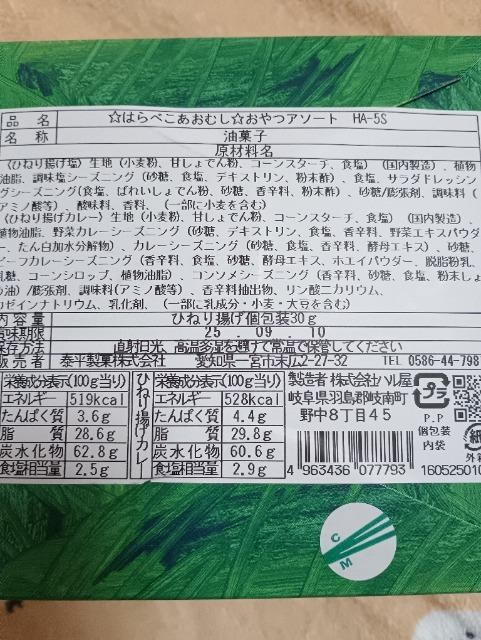 品名 ☆はらぺこあおむし☆おやつアソート HA-5S
名称 油菓子
原材料名
(ひねり揚げ塩)生地(小麦粉、甘しょでん粉、コーンスターチ、食塩)(国内製造)、植物
油脂、調味塩シーズニング(砂糖、食塩、デキストリン、粉末酢)、食塩、サラダドレッシン
グシーズニング(食塩、ばれいしょでん粉、砂糖、香辛料、粉末酢)、砂糖/膨張剤、調味料(
アミノ酸等)、酸味料、香料、(一部に小麦を含む)
(ひねり揚げカレー)生地(小麦粉、甘しょでん粉、コーンスターチ、食塩)(国内製造)、
植物油脂、野菜カレーシーズニング(砂糖、デキストリン、食塩、香辛料、野菜エキスパウダ
ー、たん白加水分解物)、カレーシーズニング(砂糖、食塩、香辛料、酵母エキス)、砂糖、
ビーフカレーシーズニング(香辛料、食塩、砂糖、酵母エキス、ホエイパウダー、脱脂粉乳、
乳糖、コーンシロップ、植物油脂)、コンソメシーズニング(香辛料、砂糖、食塩、粉末しょ
うゆ)/膨張剤、調味料(アミノ酸等)、香辛料抽出物、リン酸二カリウム、
カゼインナトリウム、乳化剤、(一部に乳成分・小麦・大豆を含む)
内容量 ひねり揚げ個包装30g
賞味期限 25 09 10
保存方法 直射日光、高温多湿を避けて常温で保管してください
販売者 泰平製菓株式会社 愛知県一宮市末広2-27-32 TEL 0586-44-798
栄養成分表示(100g当り)
エネルギー 519kcal
たんぱく質 3.6g
脂質 28.6g
炭水化物 62.8g
食塩相当量 2.5g
ひねり揚げカレー
栄養成分表示(100g当り)
エネルギー 528kcal
たんぱく質 4.4g
脂質 29.8g
炭水化物 60.6g
食塩相当量 2.9g
製造者 株式会社ハル屋
岐阜県羽島郡岐南町
野中8丁目45
4 963436 077793
プラ
P.P
個包装
内袋
紙
外箱
16052501
C
M